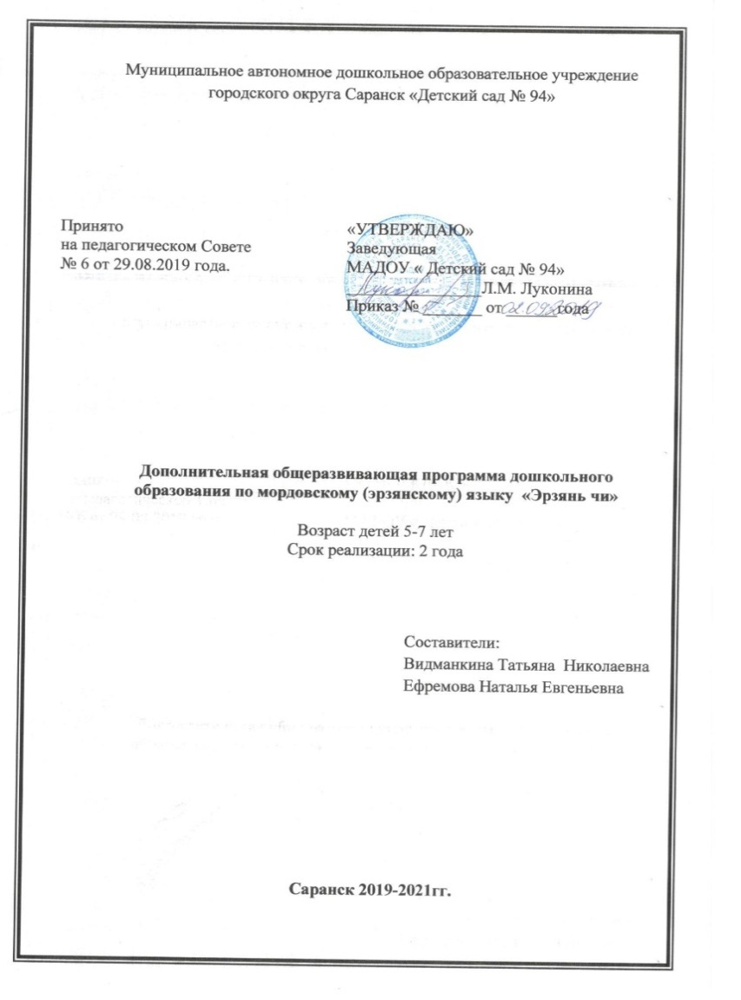 Муниципальное автономное дошкольное образовательное учреждение
городского округа Саранск «Детский сад № 94»
Принято
на педагогическом Совете
№ 6 от 29.08.2019 года.
«УТВЕРЖДАЮ»
Заведующая
МАДОУ « Детский сад № 94»
Л.М. Луконина
Приказ № от 02.09.2019 года
Дополнительная общеразвивающая программа дошкольного
образования по мордовскому (эрзянскому) языку «Эрзянь чи»
Возраст детей 5-7 лет
Срок реализации: 2 года
Составители:
Видманкина Татьяна Николаевна
Ефремова Наталья Евгеньевна
Саранск 2019-2021гг.